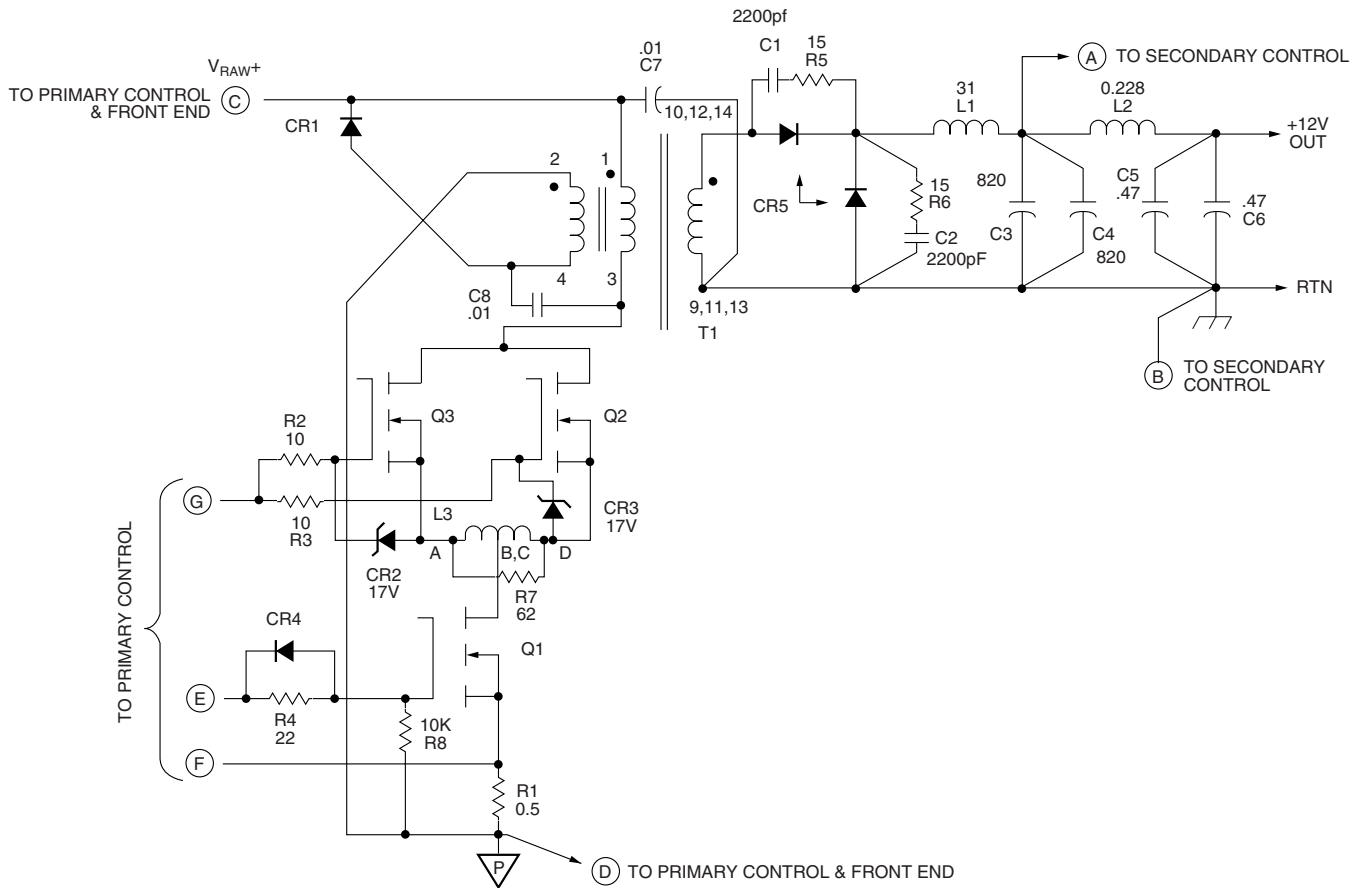 2200pf
C1
15
R5
.01
C7
V_RAW+
TO PRIMARY CONTROL
& FRONT END
C
CR1
10,12,14
31
L1
A
TO SECONDARY CONTROL
0.228
L2
+12V
OUT
2
1
4
3
C8
.01
9,11,13
T1
CR5
15
R6
C2
2200pF
820
C3
C4
820
C5
.47
.47
C6
RTN
B
TO SECONDARY
CONTROL
Q3
Q2
R2
10
G
10
R3
L3
A
B,C
D
CR3
17V
CR2
17V
R7
62
TO PRIMARY CONTROL
CR4
Q1
E
R4
22
10K
R8
F
R1
0.5
P
D
TO PRIMARY CONTROL & FRONT END